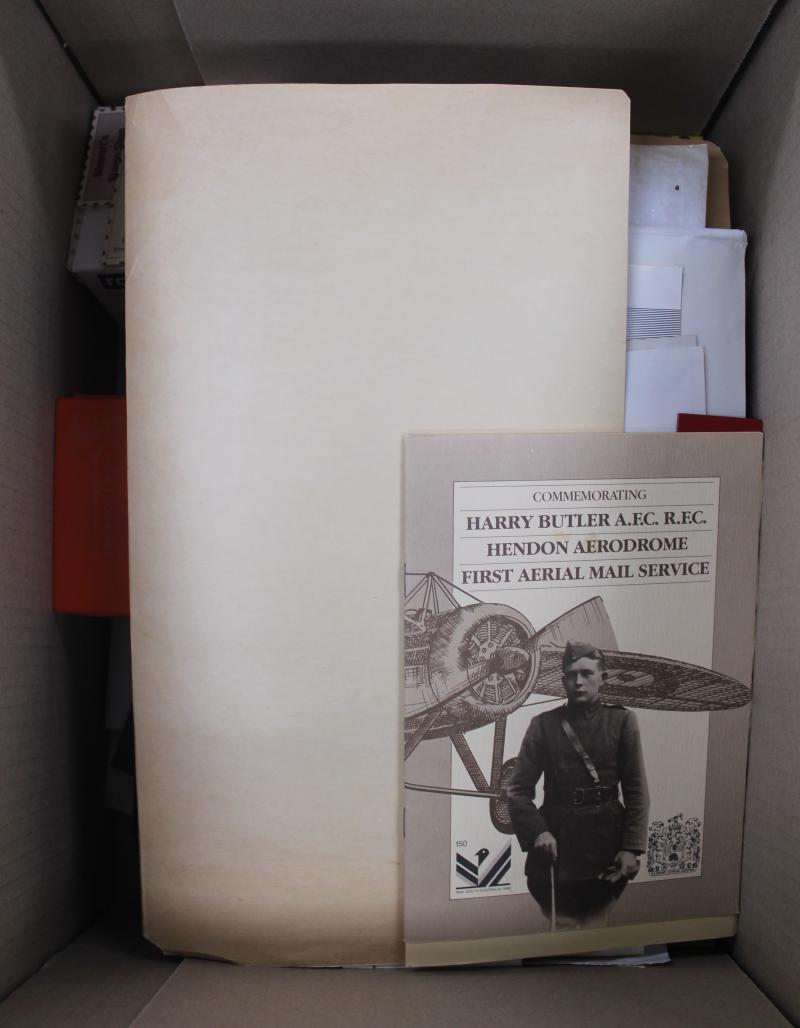 COMMEMORATING
HARRY BUTLER A.F.C. R.F.C.
HENDON AERODROME
FIRST AERIAL MAIL SERVICE
150